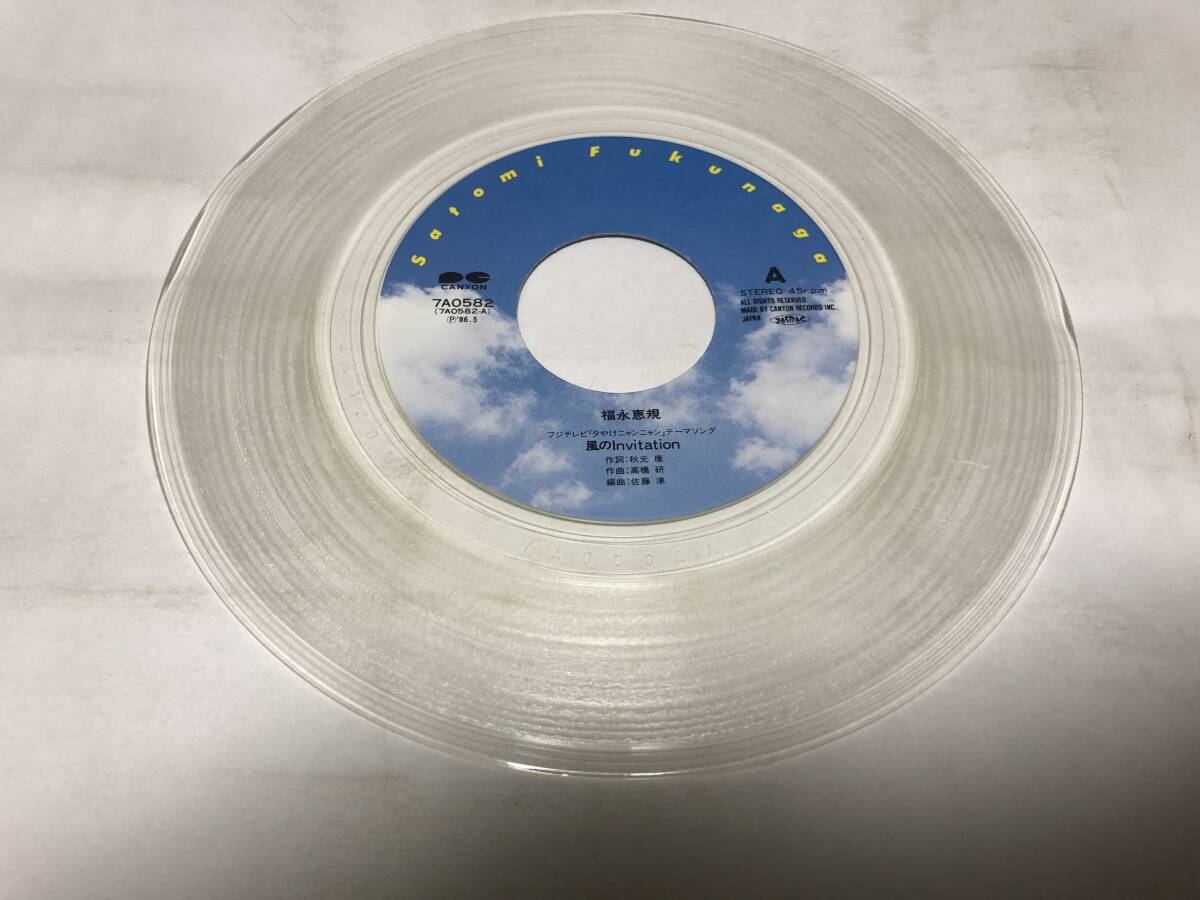 Satomi Fukunaga
CANYON
7A0582
(7A0582-A)
Ⓟ'86.5
A
STEREO 45r.p.m
ALL RIGHTS RESERVED
MADE BY CANYON RECORDS INC.,
JAPAN
福永恵規
フジテレビ「夕やけニャンニャン」テーマソング
風のInvitation
作詞:秋元 康
作曲:高橋 研
編曲:佐藤 準